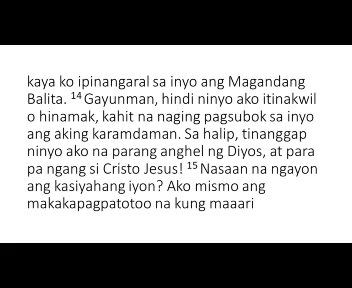 kaya ko ipinangaral sa inyo ang Magandang
Balita. 14 Gayunman, hindi ninyo ako itinakwil
o hinamak, kahit na naging pagsubok sa inyo
ang aking karamdaman. Sa halip, tinanggap
ninyo ako na parang anghel ng Diyos, at para
pa ngang si Cristo Jesus! 15 Nasaan na ngayon
ang kasiyahang iyon? Ako mismo ang
makakapagpatotoo na kung maaari